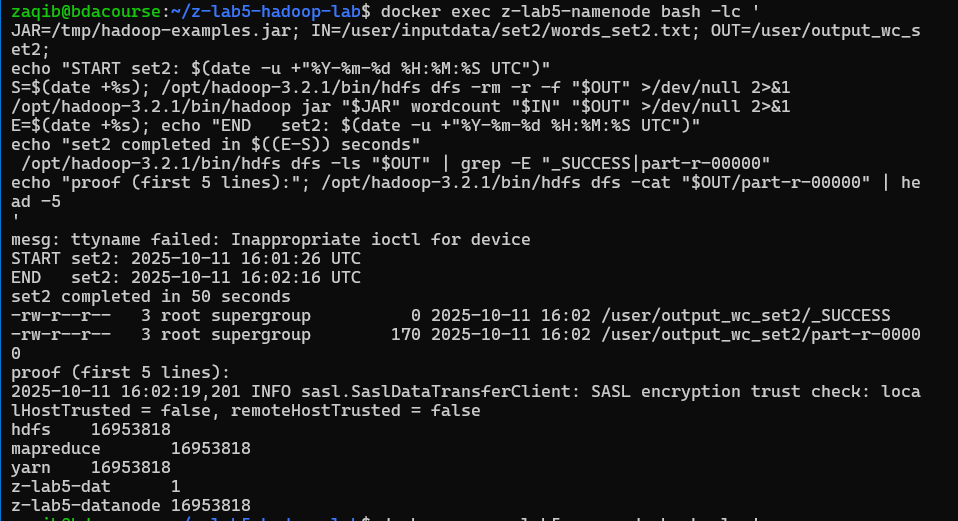 zaqib@bdacourse:~/z-lab5-hadoop-lab$ docker exec z-lab5-namenode bash -lc '
JAR=/tmp/hadoop-examples.jar; IN=/user/inputdata/set2/words_set2.txt; OUT=/user/output_wc_s
et2;
echo "START set2: $(date -u +"%Y-%m-%d %H:%M:%S UTC")"
S=$(date +%s); /opt/hadoop-3.2.1/bin/hdfs dfs -rm -r -f "$OUT" >/dev/null 2>&1
/opt/hadoop-3.2.1/bin/hadoop jar "$JAR" wordcount "$IN" "$OUT" >/dev/null 2>&1
E=$(date +%s); echo "END   set2: $(date -u +"%Y-%m-%d %H:%M:%S UTC")"
echo "set2 completed in $((E-S)) seconds"
 /opt/hadoop-3.2.1/bin/hdfs dfs -ls "$OUT" | grep -E "_SUCCESS|part-r-00000"
echo "proof (first 5 lines):"; /opt/hadoop-3.2.1/bin/hdfs dfs -cat "$OUT/part-r-00000" | he
ad -5
'
mesg: ttyname failed: Inappropriate ioctl for device
START set2: 2025-10-11 16:01:26 UTC
END   set2: 2025-10-11 16:02:16 UTC
set2 completed in 50 seconds
-rw-r--r--   3 root supergroup          0 2025-10-11 16:02 /user/output_wc_set2/_SUCCESS
-rw-r--r--   3 root supergroup        170 2025-10-11 16:02 /user/output_wc_set2/part-r-0000
0
proof (first 5 lines):
2025-10-11 16:02:19,201 INFO sasl.SaslDataTransferClient: SASL encryption trust check: loca
lHostTrusted = false, remoteHostTrusted = false
hdfs    16953818
mapreduce       16953818
yarn    16953818
z-lab5-dat      1
z-lab5-datanode 16953818